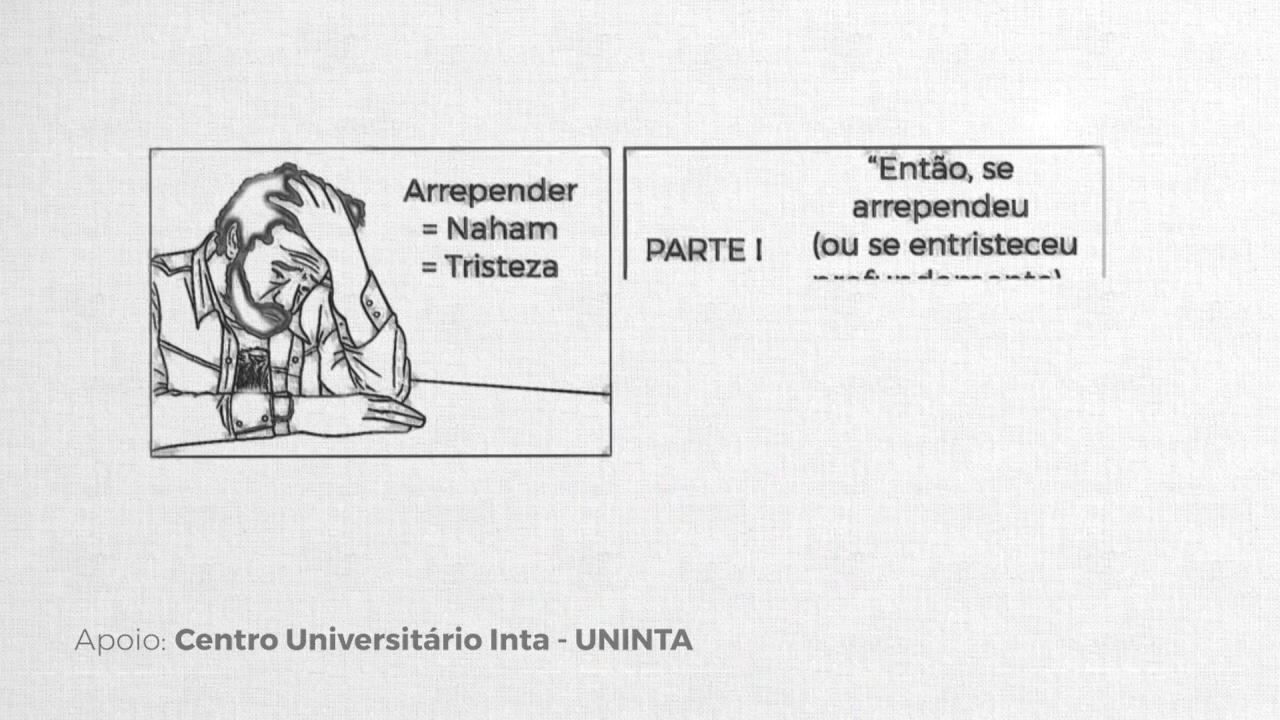 Arrepender
= Naham
= Tristeza
PARTE I
“Então, se
arrependeu
(ou se entristeceu
Apoio: Centro Universitário Inta - UNINTA